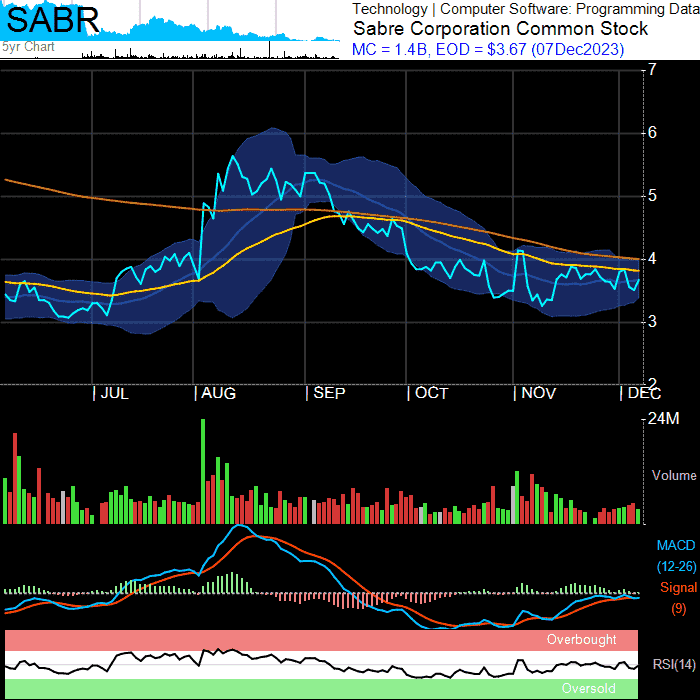 SABR
5yr Chart
Technology | Computer Software: Programming Data
Sabre Corporation Common Stock
MC = 1.4B, EOD = $3.67 (07Dec2023)
7
6
5
4
3
2
JUL AUG SEP OCT NOV DEC
24M
Volume
MACD
(12-26)
Signal
(9)
Overbought
RSI(14)
Oversold